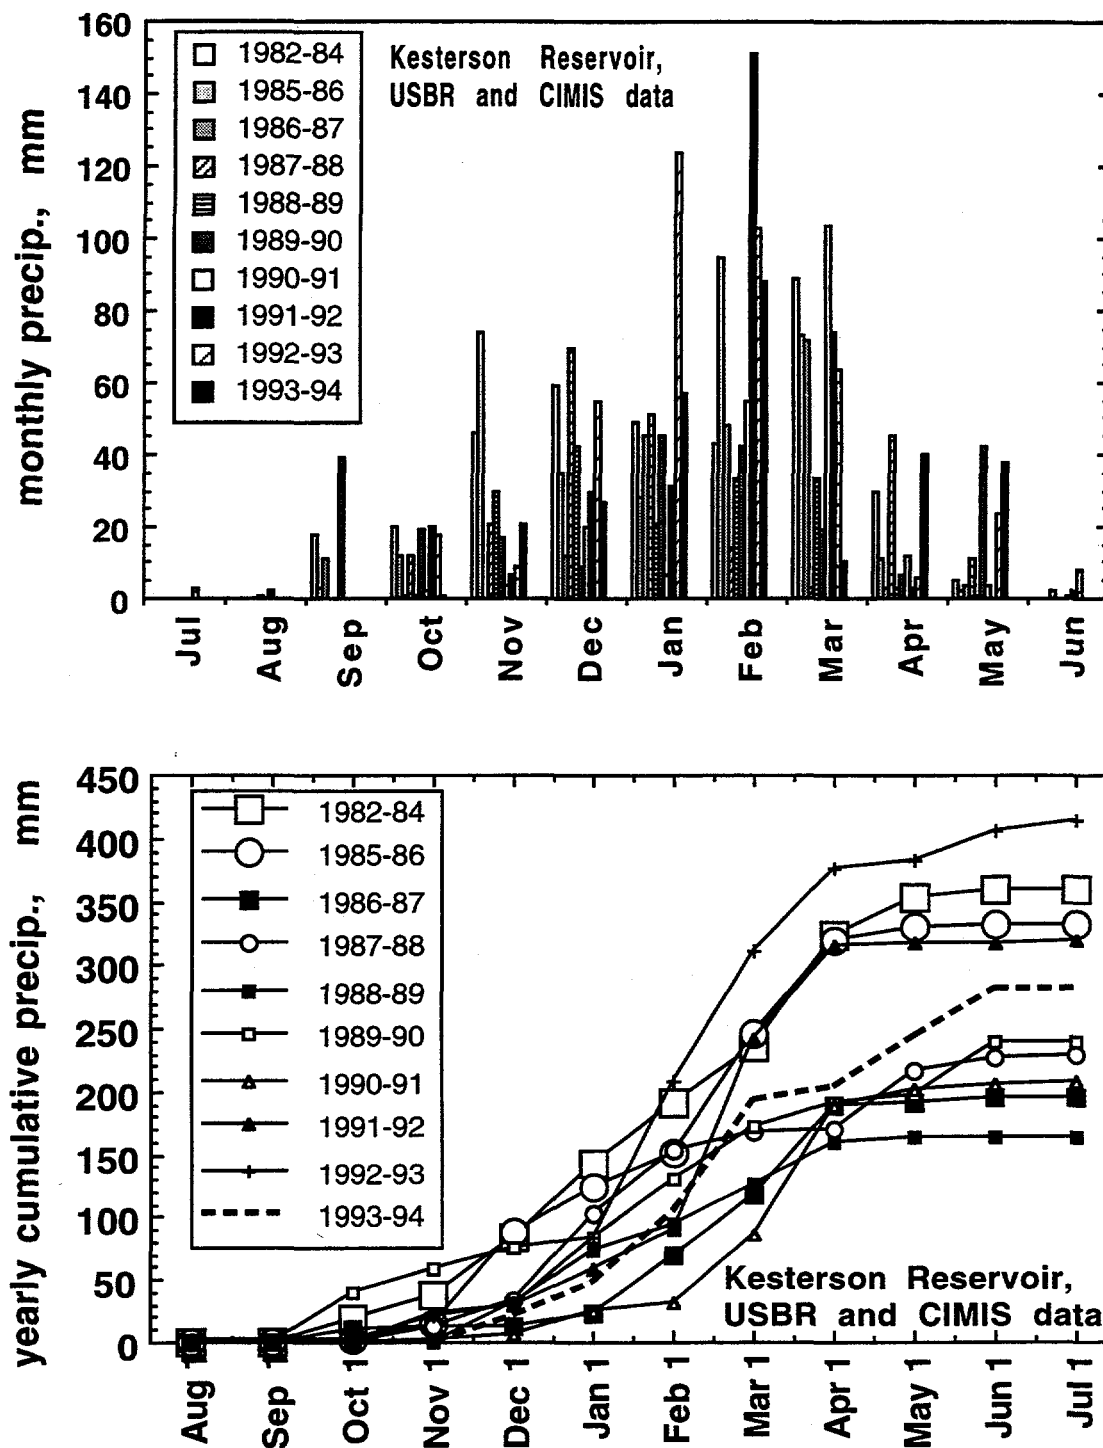 160
140
120
100
80
60
40
20
0
monthly precip., mm
1982-84
1985-86
1986-87
1987-88
1988-89
1989-90
1990-91
1991-92
1992-93
1993-94
Kesterson Reservoir,
USBR and CIMIS data
Jul
Aug
Sep
Oct
Nov
Dec
Jan
Feb
Mar
Apr
May
Jun
450
400
350
300
250
200
150
100
50
0
yearly cumulative precip., mm
1982-84
1985-86
1986-87
1987-88
1988-89
1989-90
1990-91
1991-92
1992-93
1993-94
Kesterson Reservoir,
USBR and CIMIS data
Aug 1
Sep 1
Oct 1
Nov 1
Dec 1
Jan 1
Feb 1
Mar 1
Apr 1
May 1
Jun 1
Jul 1